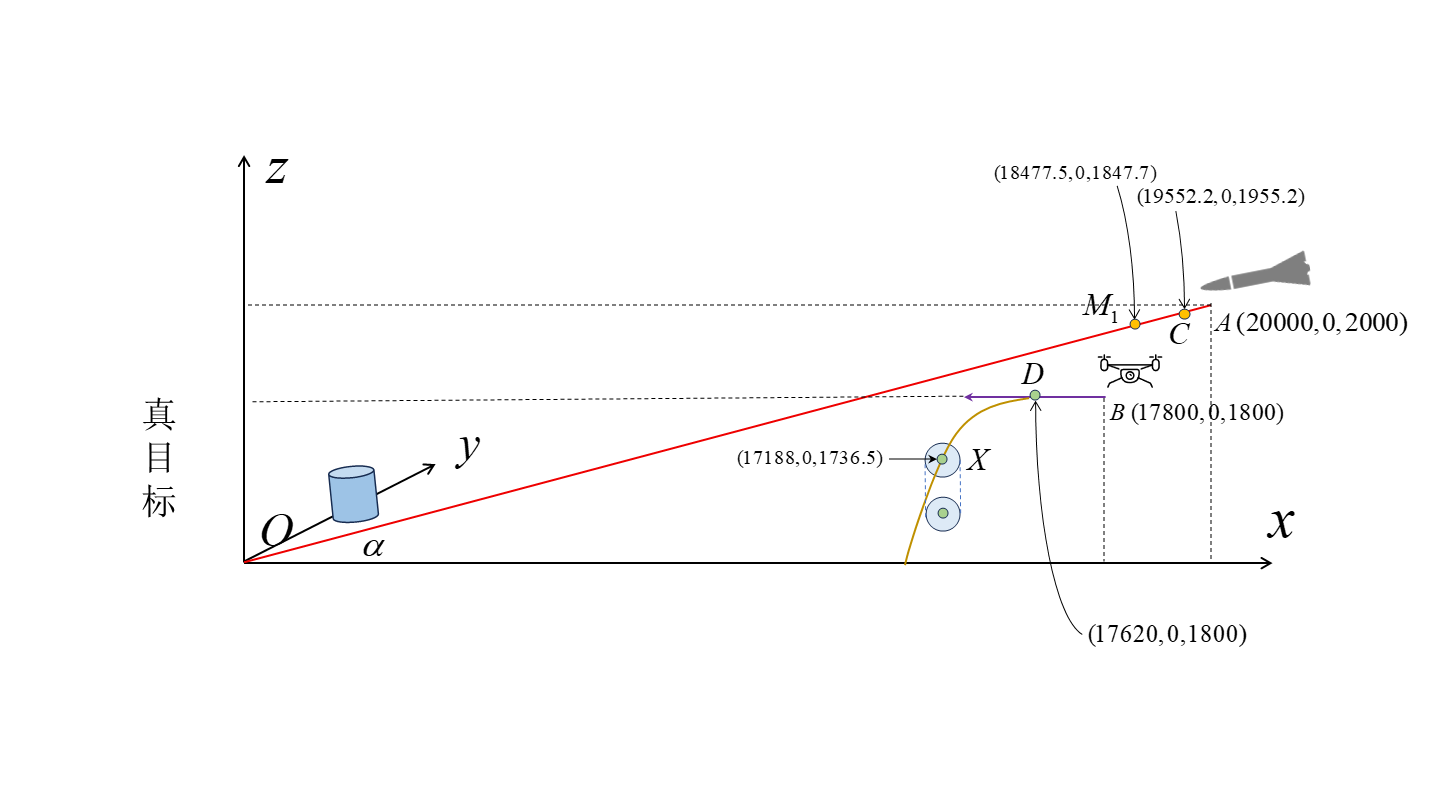 z
(18477.5,0,1847.7)
(19552.2,0,1955.2)
M₁
C
A (20000,0,2000)
D
B (17800,0,1800)
真目标
y
(17188,0,1736.5)
X
O
α
x
(17620,0,1800)